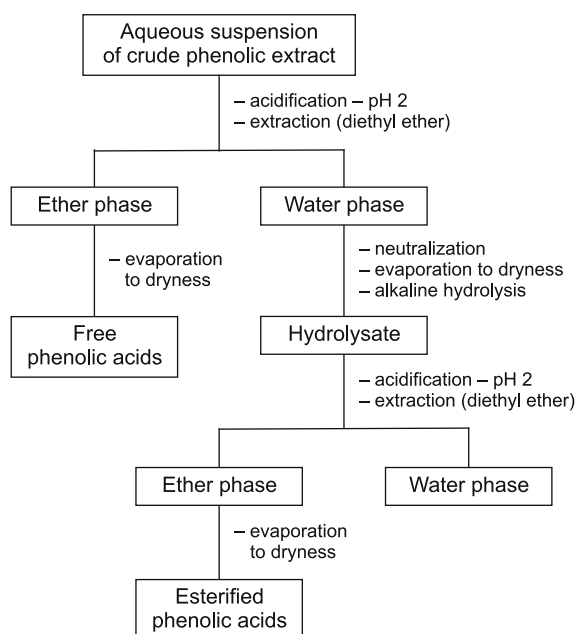 Aqueous suspension
of crude phenolic extract
– acidification – pH 2
– extraction (diethyl ether)
Ether phase
Water phase
– evaporation
to dryness
– neutralization
– evaporation to dryness
– alkaline hydrolysis
Free
phenolic acids
Hydrolysate
– acidification – pH 2
– extraction (diethyl ether)
Ether phase
Water phase
– evaporation
to dryness
Esterified
phenolic acids